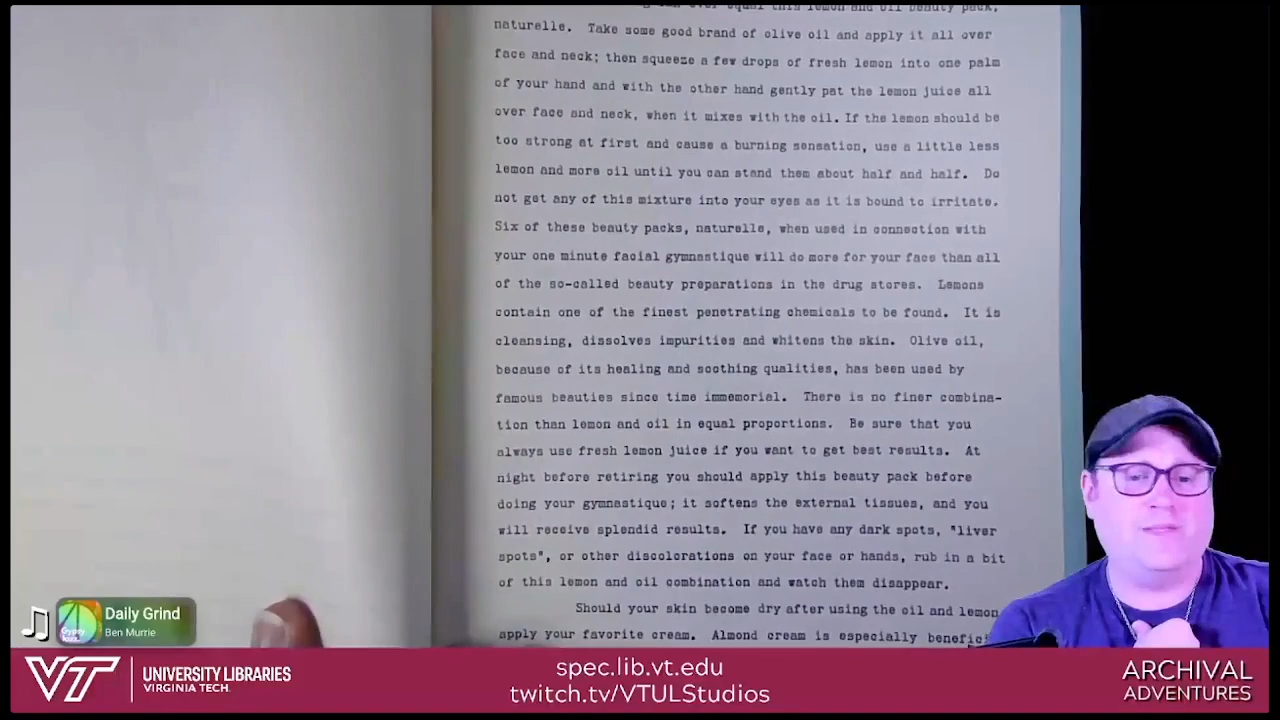 equal this lemon and oil beauty pack,
naturelle. Take some good brand of olive oil and apply it all over
face and neck; then squeeze a few drops of fresh lemon into one palm
of your hand and with the other hand gently pat the lemon juice all
over face and neck, when it mixes with the oil. If the lemon should be
too strong at first and cause a burning sensation, use a little less
lemon and more oil until you can stand them about half and half. Do
not get any of this mixture into your eyes as it is bound to irritate.
Six of these beauty packs, naturelle, when used in connection with
your one minute facial gymnastique will do more for your face than all
of the so-called beauty preparations in the drug stores. Lemons
contain one of the finest penetrating chemicals to be found. It is
cleansing, dissolves impurities and whitens the skin. Olive oil,
because of its healing and soothing qualities, has been used by
famous beauties since time immemorial. There is no finer combina-
tion than lemon and oil in equal proportions. Be sure that you
always use fresh lemon juice if you want to get best results. At
night before retiring you should apply this beauty pack before
doing your gymnastique; it softens the external tissues, and you
will receive splendid results. If you have any dark spots, "liver
spots", or other discolorations on your face or hands, rub in a bit
of this lemon and oil combination and watch them disappear.
Should your skin become dry after using the oil and lemon
apply your favorite cream. Almond cream is especially benefici
Daily Grind
Ben Murrie
VT UNIVERSITY LIBRARIES
VIRGINIA TECH.
spec.lib.vt.edu
twitch.tv/VTULStudios
ARCHIVAL
ADVENTURES